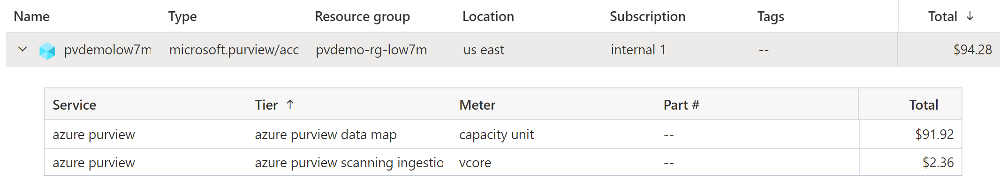 Name Type Resource group Location Subscription Tags Total ↓
pvdemolow7m microsoft.purview/acc pvdemo-rg-low7m us east internal 1 -- $94.28
Service Tier ↑ Meter Part # Total
azure purview azure purview data map capacity unit -- $91.92
azure purview azure purview scanning ingestio vcore -- $2.36